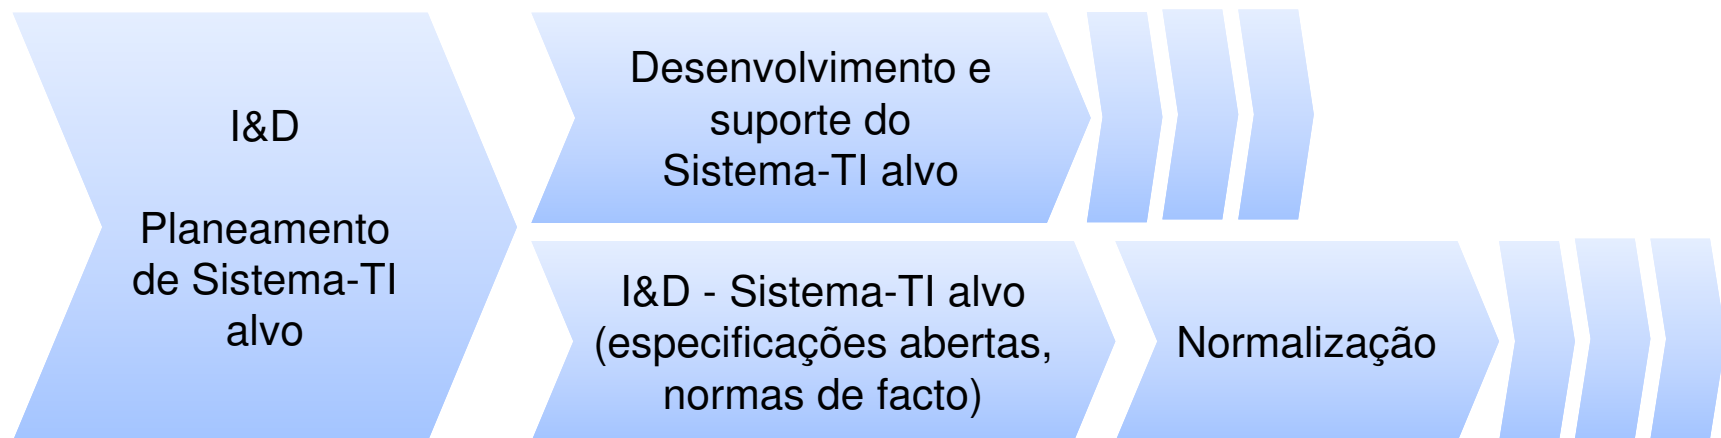 I&D
Planeamento
de Sistema-TI
alvo
Desenvolvimento e
suporte do
Sistema-TI alvo
I&D - Sistema-TI alvo
(especificações abertas,
normas de facto)
Normalização